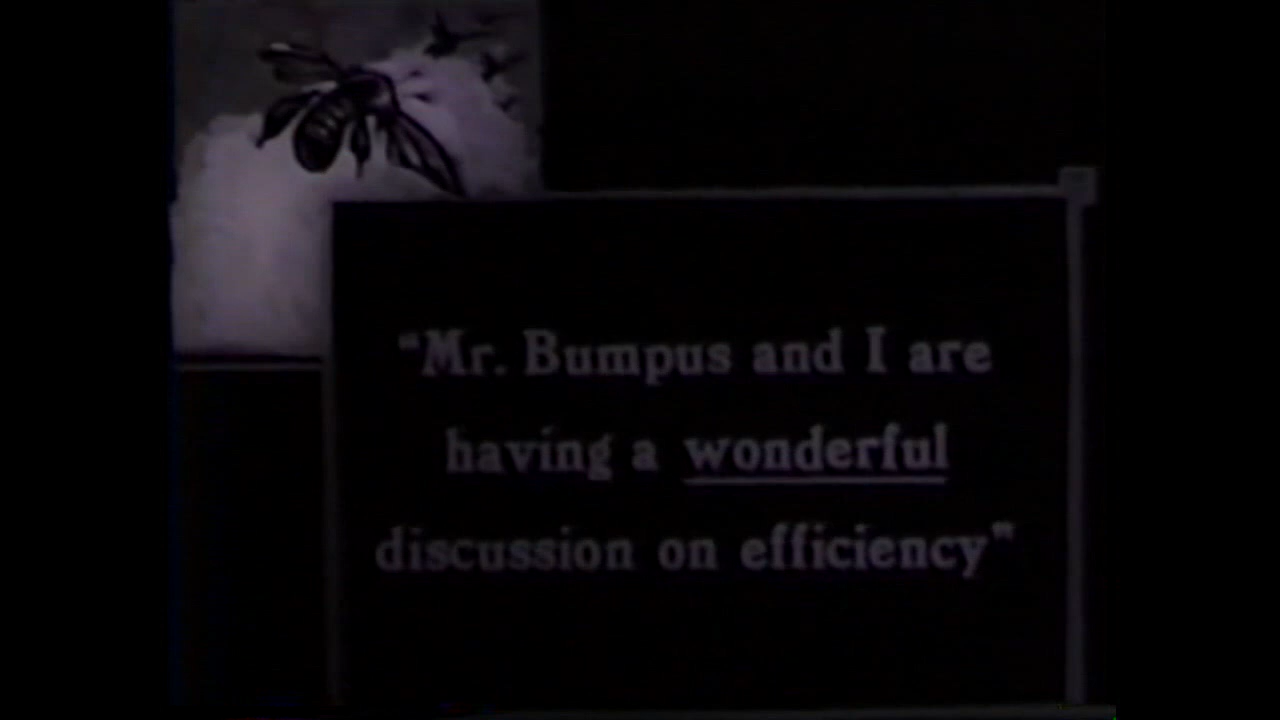 "Mr. Bumpus and I are
having a wonderful
discussion on efficiency"